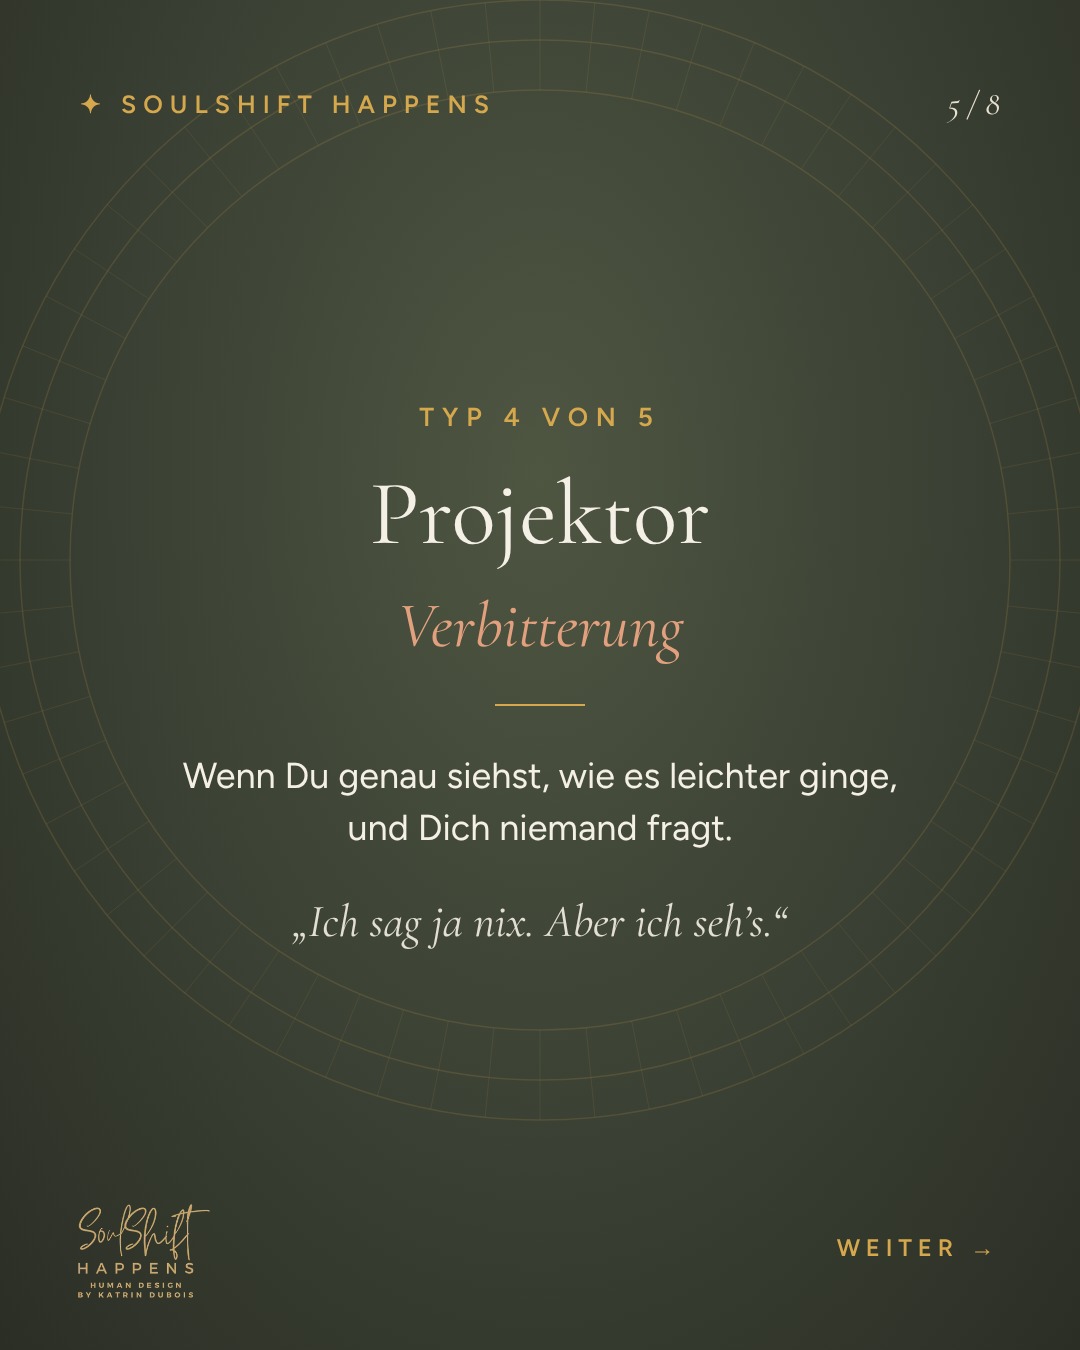 ✦ SOULSHIFT HAPPENS
5/8
TYP 4 VON 5
Projektor
Verbitterung
Wenn Du genau siehst, wie es leichter ginge,
und Dich niemand fragt.
„Ich sag ja nix. Aber ich seh’s.“
SoulShift
HAPPENS
HUMAN DESIGN
BY KATRIN DUBOIS
WEITER →